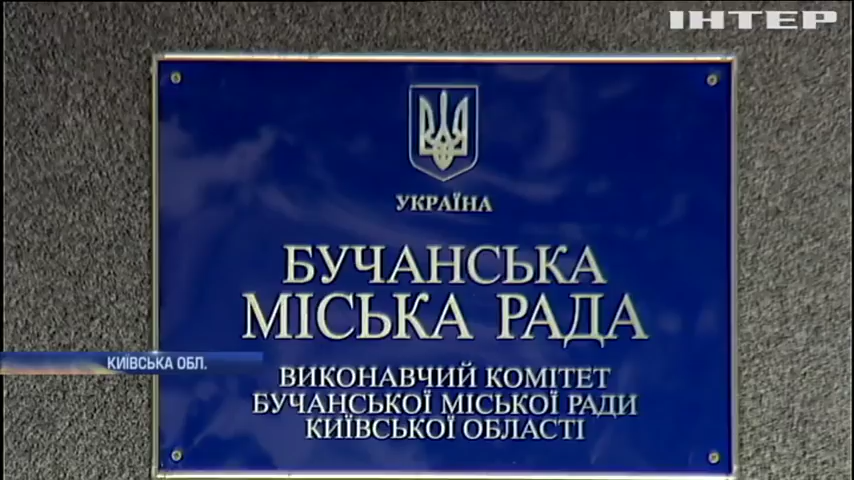 ІНТЕР
УКРАЇНА
БУЧАНСЬКА
МІСЬКА РАДА
КИЇВСЬКА ОБЛ.
ВИКОНАВЧИЙ КОМІТЕТ
БУЧАНСЬКОЇ МІСЬКОЇ РАДИ
КИЇВСЬКОЇ ОБЛАСТІ